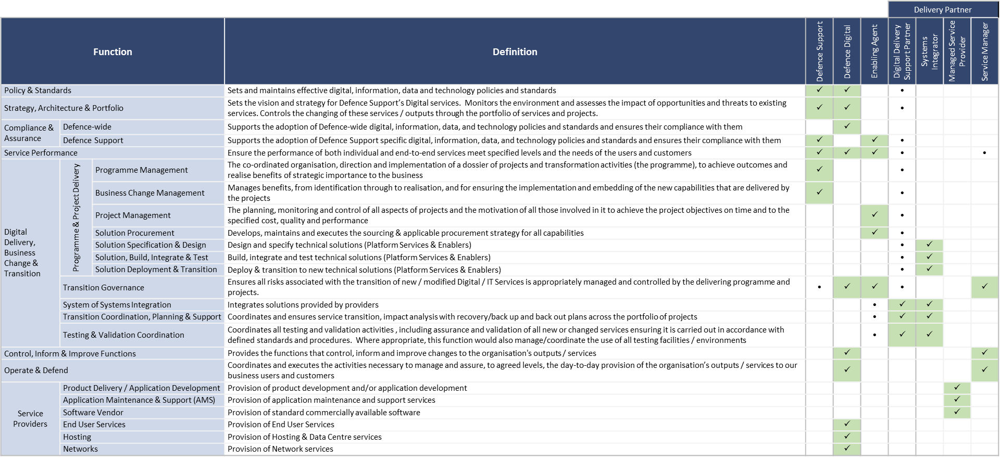 Delivery Partner
Function
Definition
Defence Support
Defence Digital
Enabling Agent
Digital Delivery
Support Partner
Systems
Integrator
Managed Service
Provider
Service Manager
Policy & Standards
Sets and maintains effective digital, information, data and technology policies and standards
✓ ✓ •
Strategy, Architecture & Portfolio
Sets the vision and strategy for Defence Support’s Digital services. Monitors the environment and assesses the impact of opportunities and threats to existing
services. Controls the changing of these services / outputs through the portfolio of services and projects.
✓ ✓ •
Compliance &
Assurance
Defence-wide
Supports the adoption of Defence-wide digital, information, data, and technology policies and standards and ensures their compliance with them
✓
Defence Support
Supports the adoption of Defence Support specific digital, information, data, and technology policies and standards and ensures their compliance with them
✓ ✓ •
Service Performance
Ensure the performance of both individual and end-to-end services meet specified levels and the needs of the users and customers
✓ ✓ ✓ • •
Digital
Delivery,
Business
Change &
Transition
Programme & Project Delivery
Programme Management
The co-ordinated organisation, direction and implementation of a dossier of projects and transformation activities (the programme), to achieve outcomes and
realise benefits of strategic importance to the business
✓ •
Business Change Management
Manages benefits, from identification through to realisation, and for ensuring the implementation and embedding of the new capabilities that are delivered by
the projects
✓ •
Project Management
The planning, monitoring and control of all aspects of projects and the motivation of all those involved in it to achieve the project objectives on time and to the
specified cost, quality and performance
✓ •
Solution Procurement
Develops, maintains and executes the sourcing & applicable procurement strategy for all capabilities
✓ •
Solution Specification & Design
Design and specify technical solutions (Platform Services & Enablers)
• ✓
Solution, Build, Integrate & Test
Build, integrate and test technical solutions (Platform Services & Enablers)
• ✓
Solution Deployment & Transition
Deploy & transition to new technical solutions (Platform Services & Enablers)
• ✓
Transition Governance
Ensures all risks associated with the transition of new / modified Digital / IT Services is appropriately managed and controlled by the delivering programme and
projects.
• ✓ ✓ • ✓
System of Systems Integration
Integrates solutions provided by providers
• ✓ ✓
Transition Coordination, Planning & Support
Coordinates and ensures service transition, impact analysis with recovery/back up and back out plans across the portfolio of projects
• ✓ ✓
Testing & Validation Coordination
Coordinates all testing and validation activities , including assurance and validation of all new or changed services ensuring it is carried out in accordance with
defined standards and procedures. Where appropriate, this function would also manage/coordinate the use of all testing facilities / environments
• ✓ ✓
Control, Inform & Improve Functions
Provides the functions that control, inform and improve changes to the organisation's outputs / services
✓ ✓
Operate & Defend
Coordinates and executes the activities necessary to manage and assure, to agreed levels, the day-to-day provision of the organisation’s outputs / services to our
business users and customers
✓ ✓
Service
Providers
Product Delivery / Application Development
Provision of product development and/or application development
✓
Application Maintenance & Support (AMS)
Provision of application maintenance and support services
✓
Software Vendor
Provision of standard commercially available software
✓
End User Services
Provision of End User Services
✓
Hosting
Provision of Hosting & Data Centre services
✓
Networks
Provision of Network services
✓